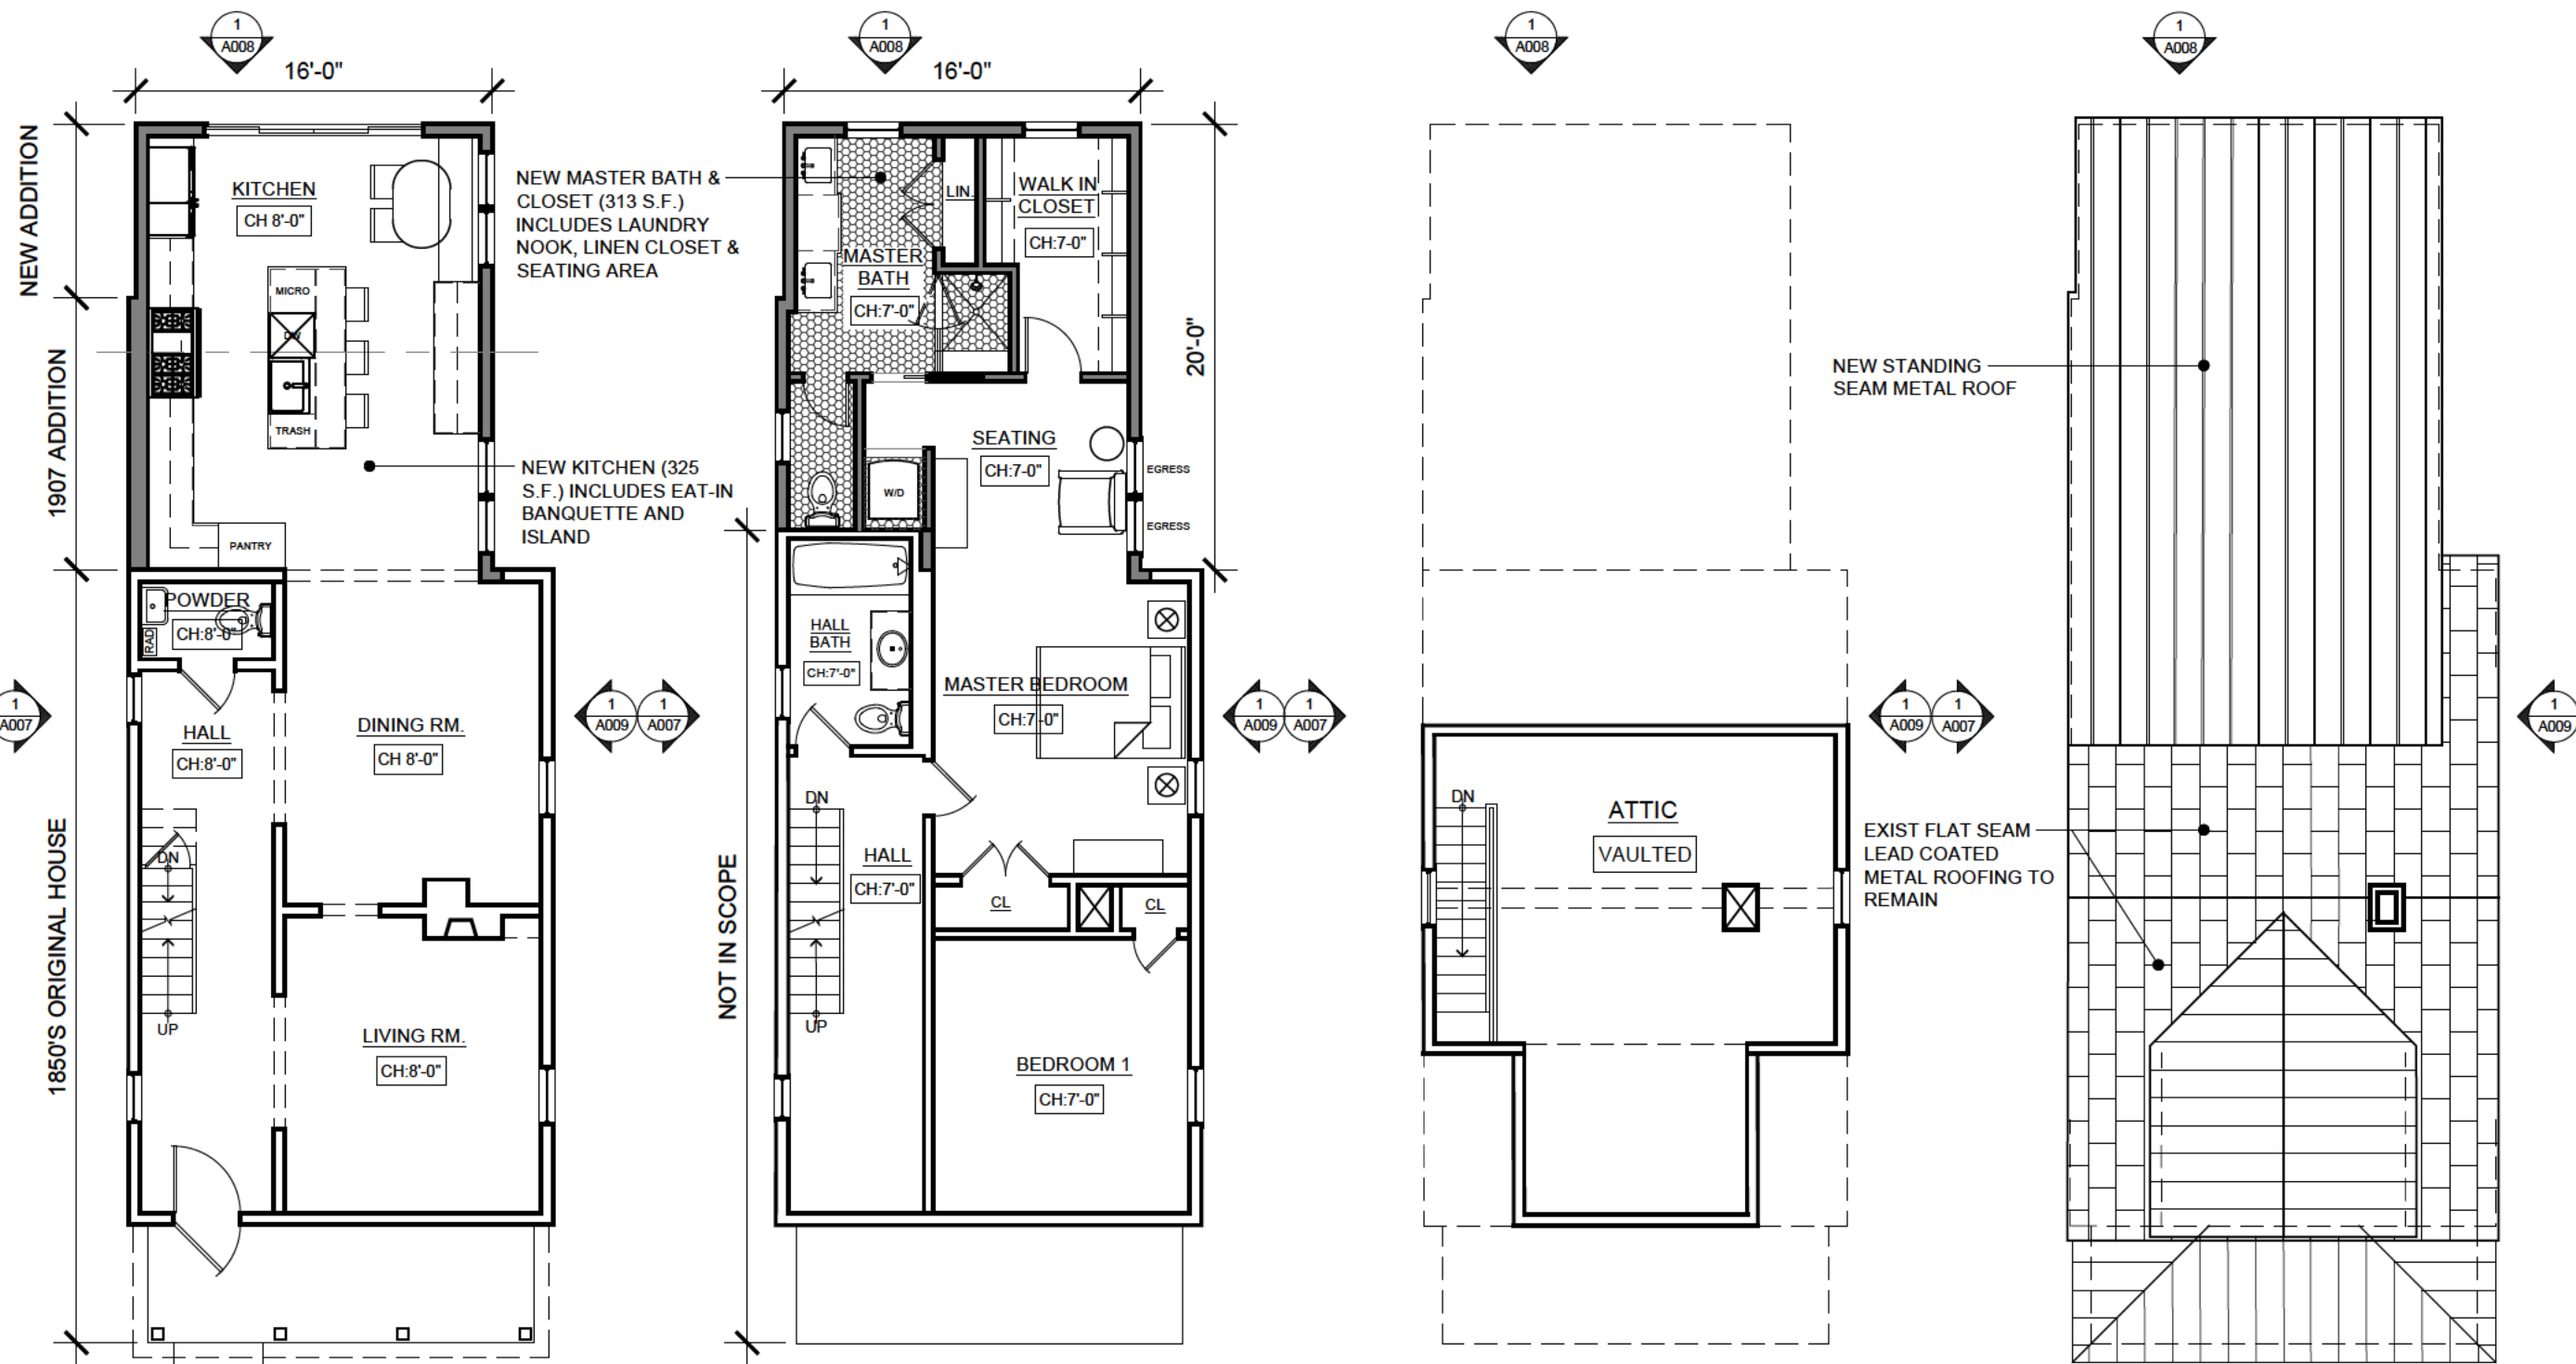 1
A008
1
A008
1
A008
1
A008
16'-0"
16'-0"
NEW ADDITION
1907 ADDITION
1850'S ORIGINAL HOUSE
KITCHEN
CH 8'-0"
MICRO
DW
TRASH
PANTRY
NEW MASTER BATH &
CLOSET (313 S.F.)
INCLUDES LAUNDRY
NOOK, LINEN CLOSET &
SEATING AREA
NEW KITCHEN (325
S.F.) INCLUDES EAT-IN
BANQUETTE AND
ISLAND
POWDER
CH:8'-0"
RAD
HALL
CH:8'-0"
DINING RM.
CH 8'-0"
DN
UP
LIVING RM.
CH:8'-0"
1
A007
1
A009
1
A007
LIN.
WALK IN
CLOSET
CH:7-0"
MASTER
BATH
CH:7'-0"
20'-0"
SEATING
CH:7-0"
EGRESS
EGRESS
W/D
HALL
BATH
CH:7'-0"
MASTER BEDROOM
CH:7-0"
NOT IN SCOPE
DN
HALL
CH:7'-0"
UP
CL
CL
BEDROOM 1
CH:7'-0"
1
A009
1
A007
DN
ATTIC
VAULTED
1
A009
1
A007
NEW STANDING
SEAM METAL ROOF
EXIST FLAT SEAM
LEAD COATED
METAL ROOFING TO
REMAIN
1
A009